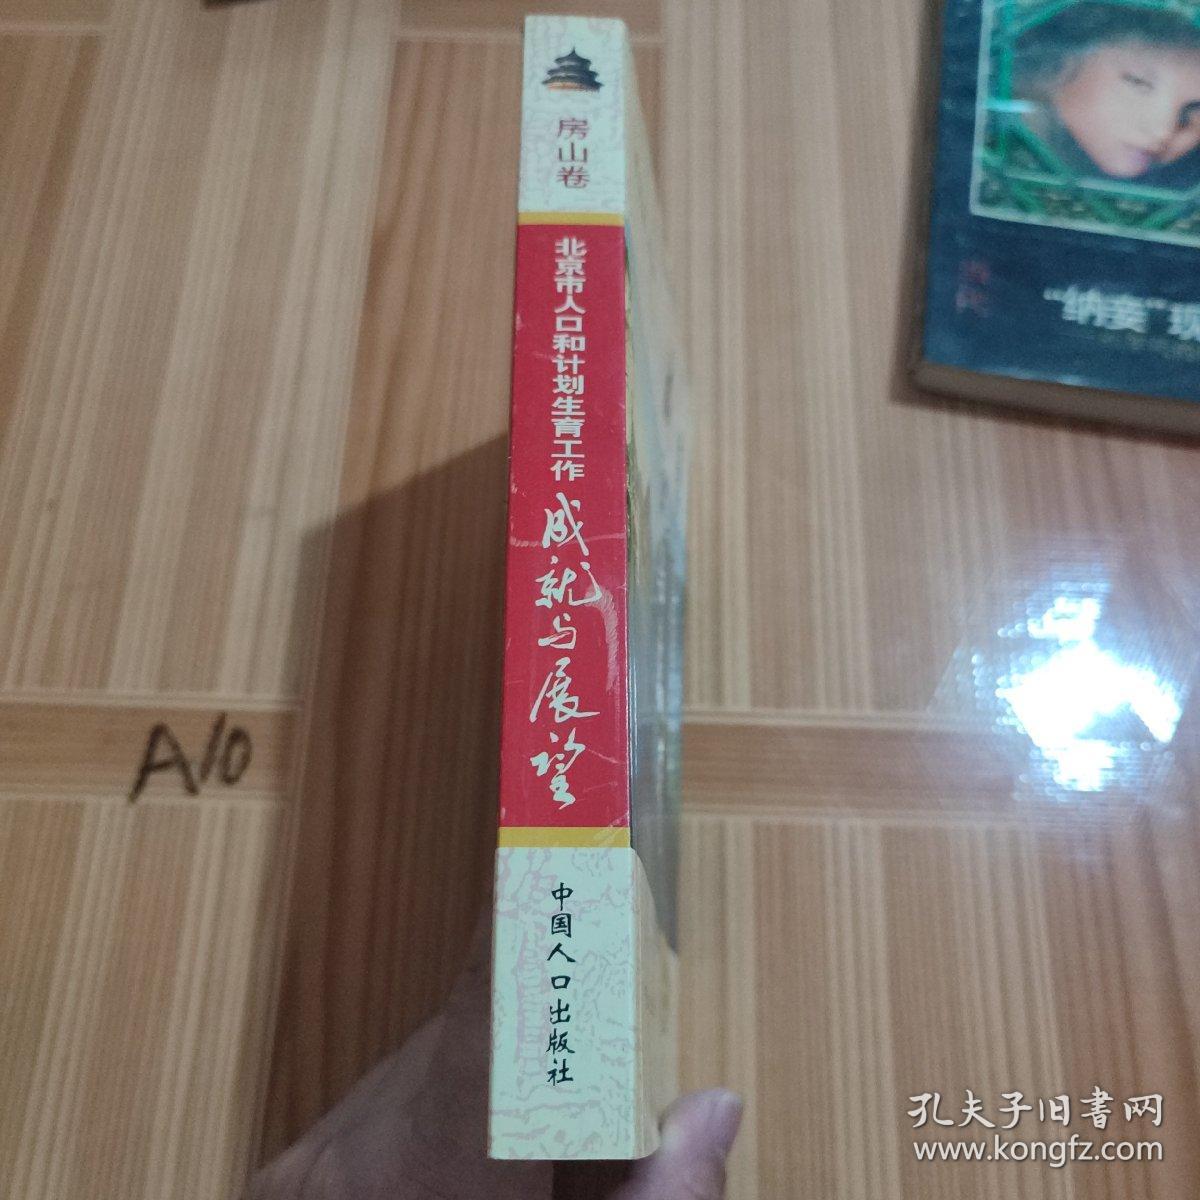 房山卷
北京市人口和计划生育工作
成就与展望
中国人口出版社
A10
"纳妾"现
孔夫子旧書网
www.kongfz.com